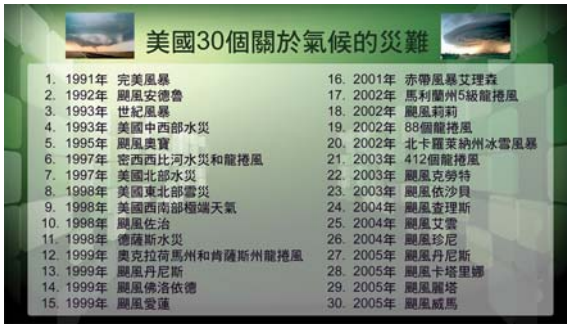 美國30個關於氣候的災難
1. 1991年 完美風暴
2. 1992年 颶風安德魯
3. 1993年 世紀風暴
4. 1993年 美國中西部水災
5. 1995年 颶風奧寶
6. 1997年 密西西比河水災和龍捲風
7. 1997年 美國北部水災
8. 1998年 美國東北部雪災
9. 1998年 美國西南部極端天氣
10. 1998年 颶風佐治
11. 1998年 德薩斯水災
12. 1999年 奧克拉荷馬州和肯薩斯州龍捲風
13. 1999年 颶風丹尼斯
14. 1999年 颶風佛洛依德
15. 1999年 颶風愛蓮
16. 2001年 赤帶風暴艾理森
17. 2002年 馬利蘭州5級龍捲風
18. 2002年 颶風莉莉
19. 2002年 88個龍捲風
20. 2002年 北卡羅萊納州冰雪風暴
21. 2003年 412個龍捲風
22. 2003年 颶風克勞特
23. 2003年 颶風依沙貝
24. 2004年 颶風查理斯
25. 2004年 颶風艾雲
26. 2004年 颶風珍尼
27. 2005年 颶風丹尼斯
28. 2005年 颶風卡塔里娜
29. 2005年 颶風麗塔
30. 2005年 颶風威馬